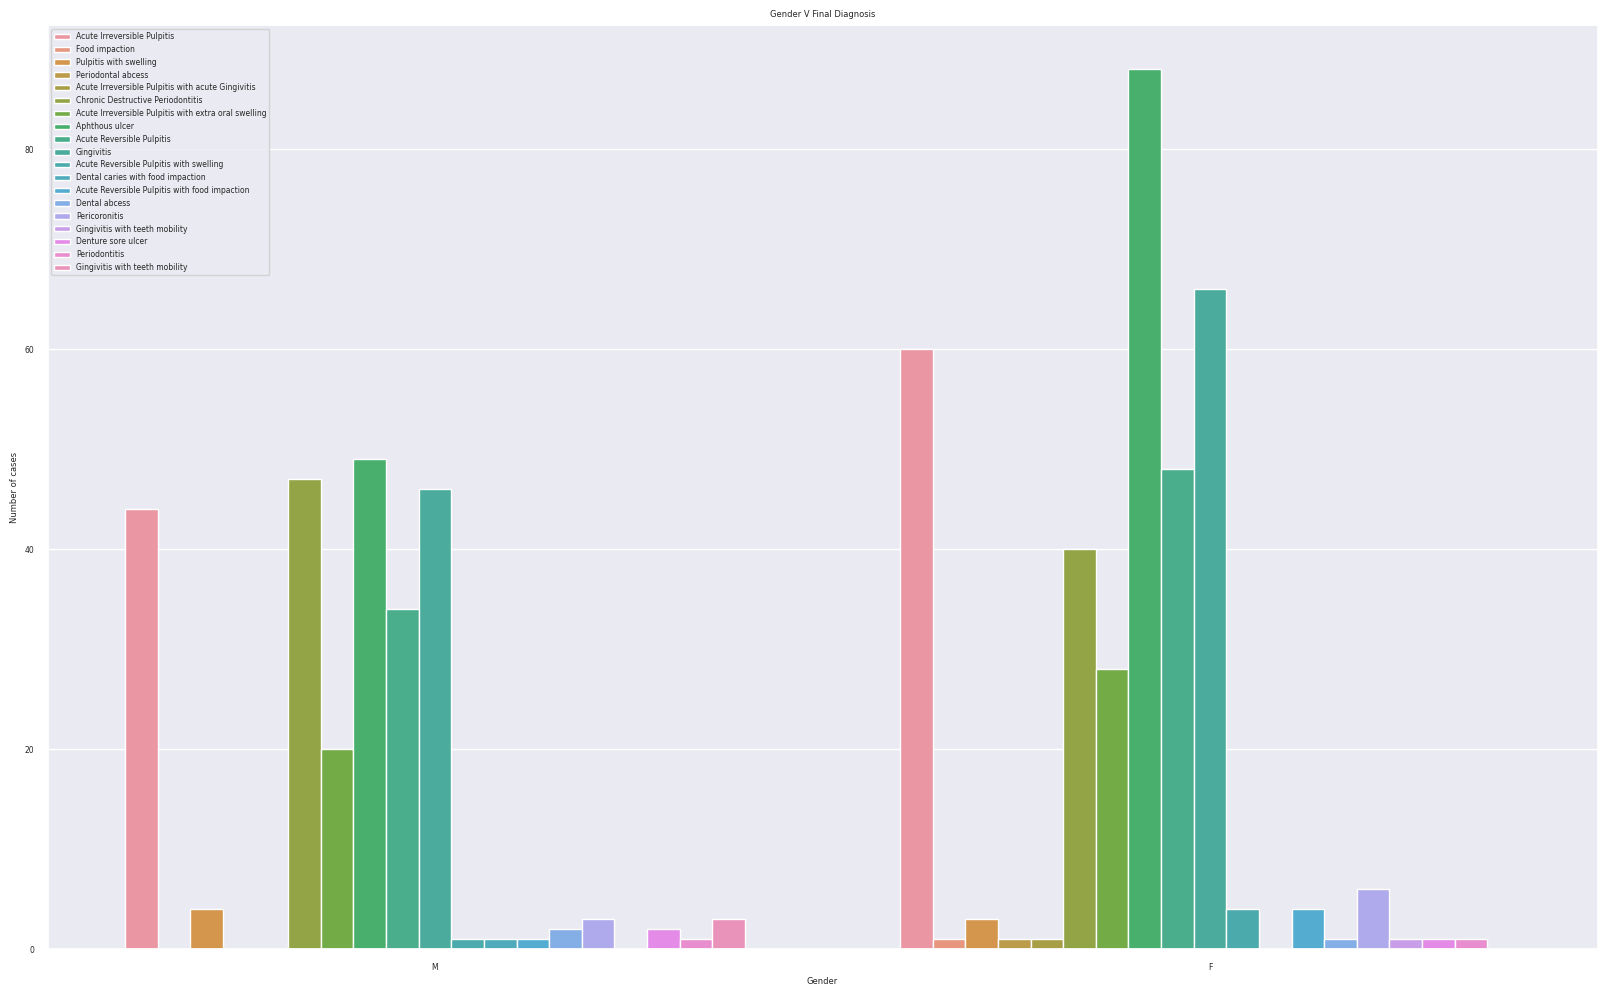 Gender V Final Diagnosis
Acute Irreversible Pulpitis
Food impaction
Pulpitis with swelling
Periodontal abcess
Acute Irreversible Pulpitis with acute Gingivitis
Chronic Destructive Periodontitis
Acute Irreversible Pulpitis with extra oral swelling
Aphthous ulcer
Acute Reversible Pulpitis
Gingivitis
Acute Reversible Pulpitis with swelling
Dental caries with food impaction
Acute Reversible Pulpitis with food impaction
Dental abcess
Pericoronitis
Gingivitis with teeth mobility
Denture sore ulcer
Periodontitis
Gingivitis with teeth mobility
80
60
40
20
0
Number of cases
M
F
Gender